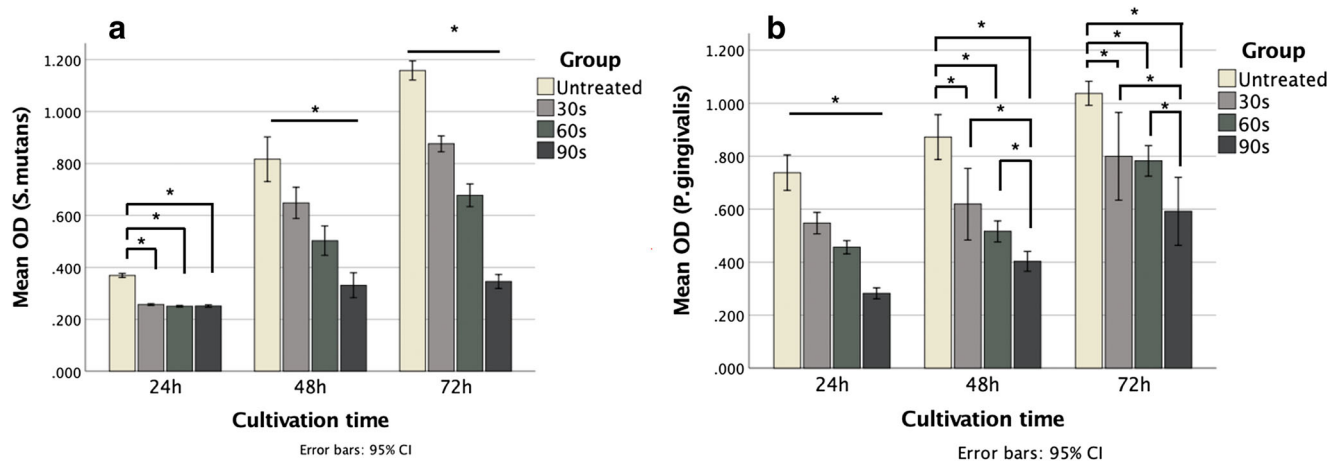 a
Mean OD (S.mutans)
1.200
1.000
.800
.600
.400
.200
.000
*
*
*
*
*
24h
48h
72h
Cultivation time
Error bars: 95% CI
Group
Untreated
30s
60s
90s
b
Mean OD (P.gingivalis)
1.200
1.000
.800
.600
.400
.200
.000
*
*
*
*
*
*
*
*
*
*
*
24h
48h
72h
Cultivation time
Error bars: 95% CI
Group
Untreated
30s
60s
90s